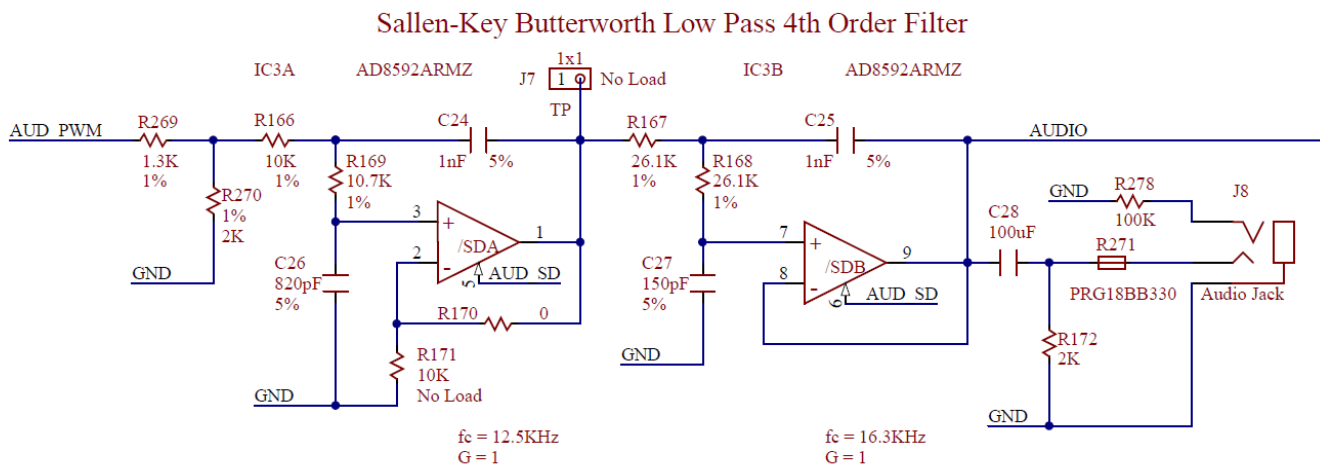 Sallen-Key Butterworth Low Pass 4th Order Filter
IC3A
AD8592ARMZ
1x1
J7
1
No Load
TP
IC3B
AD8592ARMZ
AUD_PWM
R269
1.3K
1%
R166
10K
1%
C24
1nF
5%
R167
26.1K
1%
C25
1nF
5%
AUDIO
R270
1%
2K
GND
R169
10.7K
1%
R168
26.1K
1%
3
+
2
-
/SDA
1
5
AUD_SD
C26
820pF
5%
R170
0
R171
10K
No Load
GND
7
+
8
-
/SDB
9
6
AUD_SD
C27
150pF
5%
GND
GND
R278
100K
J8
C28
100uF
R271
PRG18BB330
Audio Jack
R172
2K
GND
fc = 12.5KHz
G = 1
fc = 16.3KHz
G = 1